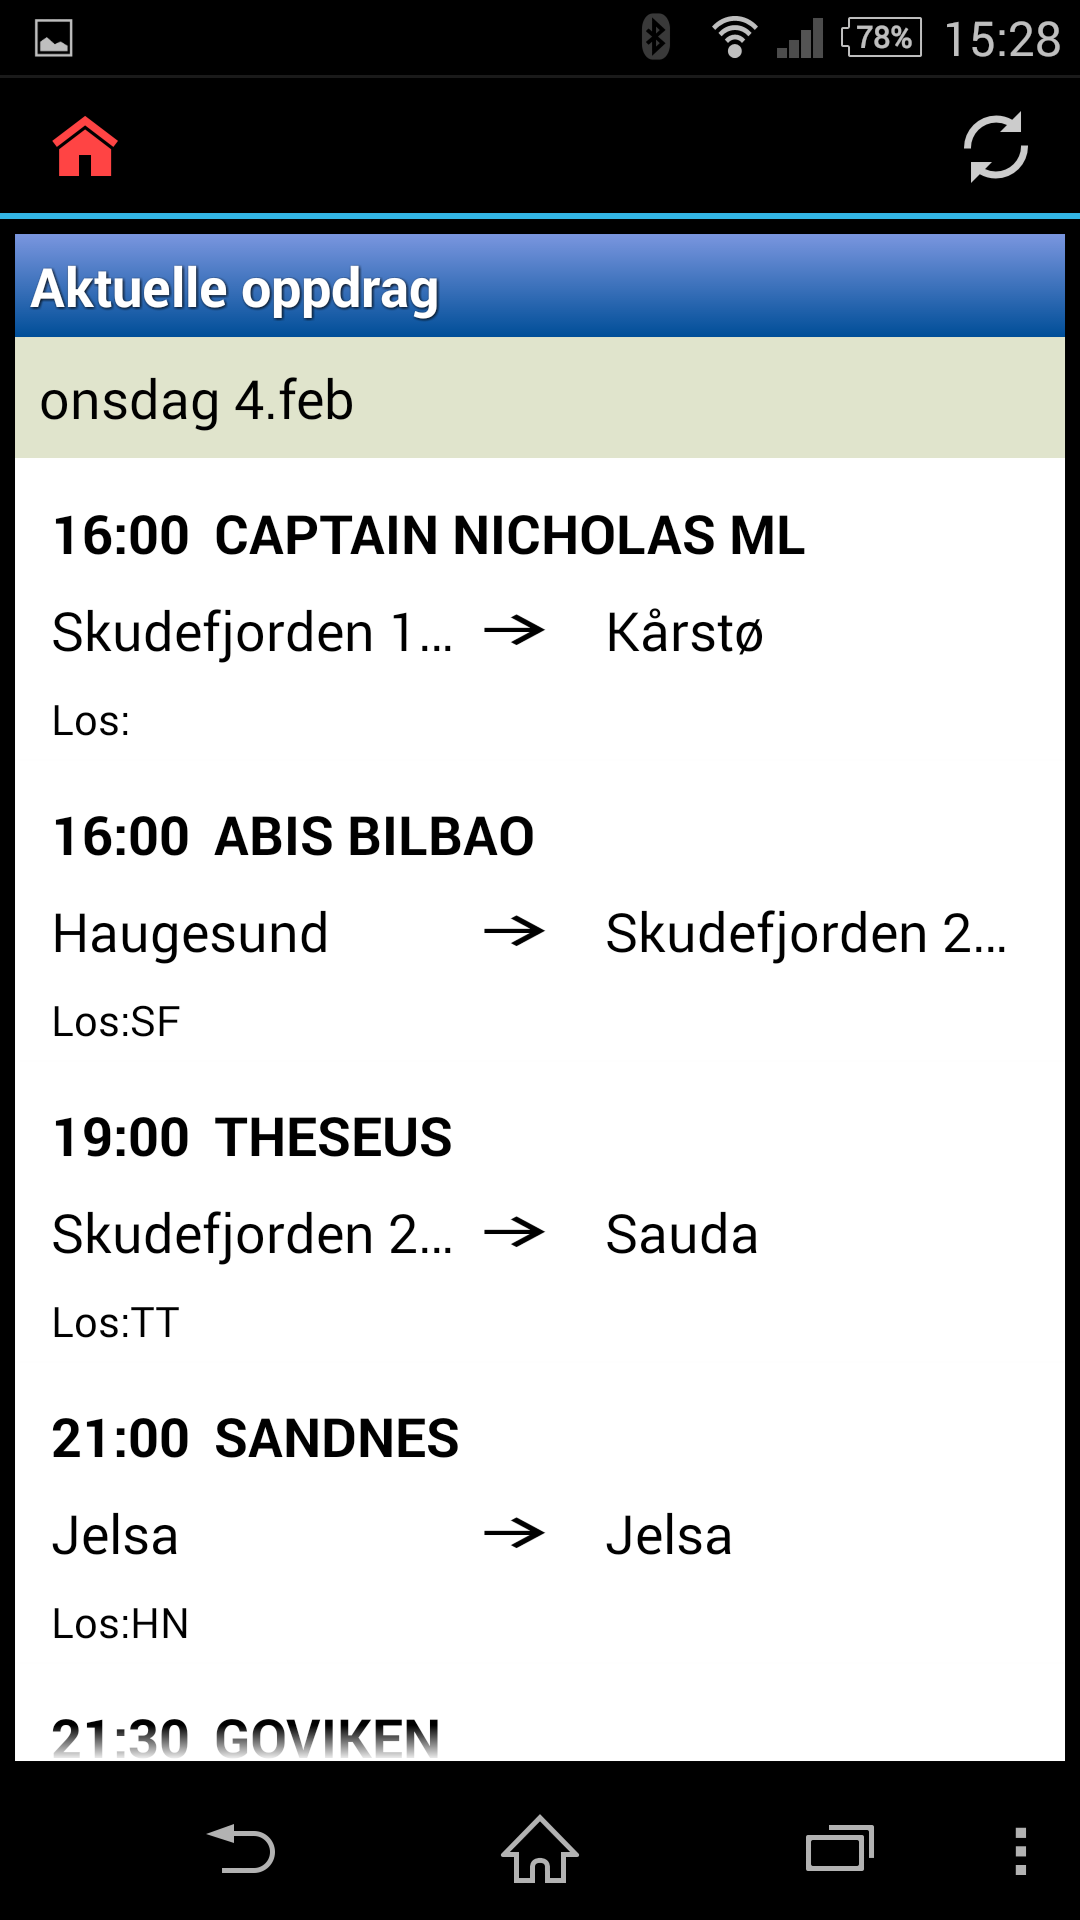 78% 15:28
Aktuelle oppdrag
onsdag 4.feb
16:00 CAPTAIN NICHOLAS ML
Skudefjorden 1... → Kårstø
Los:
16:00 ABIS BILBAO
Haugesund → Skudefjorden 2...
Los:SF
19:00 THESEUS
Skudefjorden 2... → Sauda
Los:TT
21:00 SANDNES
Jelsa → Jelsa
Los:HN
21:30 GOVIKEN